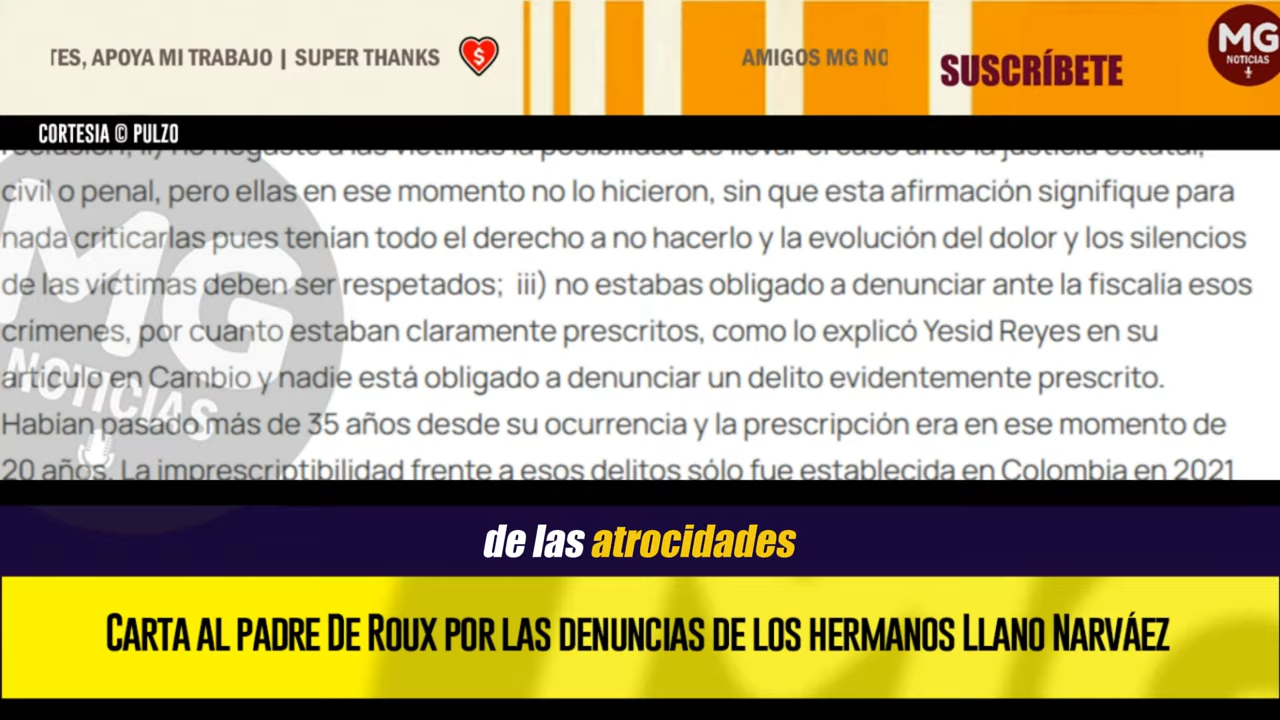 TES, APOYA MI TRABAJO | SUPER THANKS
AMIGOS MG NO
SUSCRÍBETE
MG
NOTICIAS
CORTESIA © PULZO
civil o penal, pero ellas en ese momento no lo hicieron, sin que esta afirmación signifique para
nada criticarlas pues tenían todo el derecho a no hacerlo y la evolución del dolor y los silencios
de las víctimas deben ser respetados; iii) no estabas obligado a denunciar ante la fiscalía esos
crímenes, por cuanto estaban claramente prescritos, como lo explicó Yesid Reyes en su
artículo en Cambio y nadie está obligado a denunciar un delito evidentemente prescrito.
Habían pasado más de 35 años desde su ocurrencia y la prescripción era en ese momento de
20 años. La imprescriptibilidad frente a esos delitos sólo fue establecida en Colombia en 2021
MG
NOTICIAS
de las atrocidades
CARTA AL PADRE DE ROUX POR LAS DENUNCIAS DE LOS HERMANOS LLANO NARVÁEZ